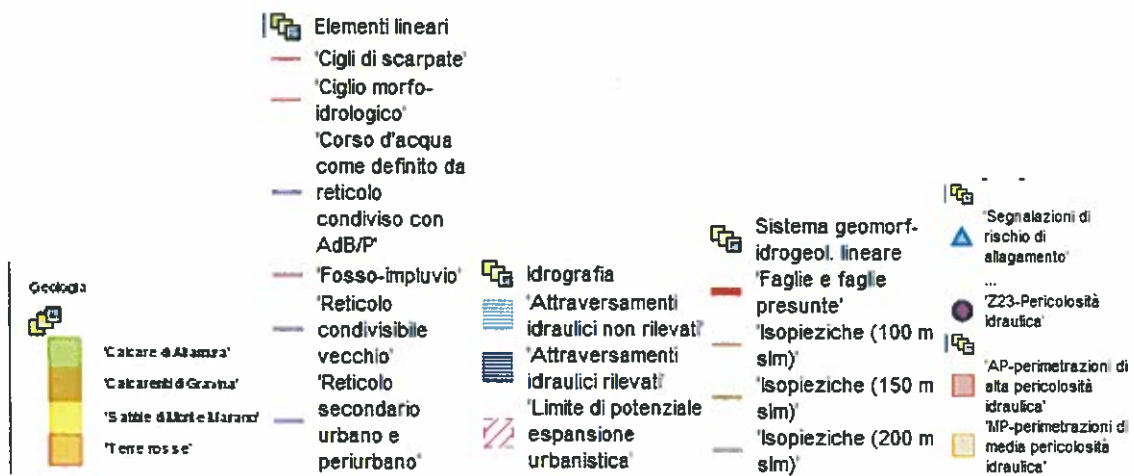 Geologia
'Calcare di Altamura'
'Calcareniti di Gravina'
'Sabbie di Monte Marano'
'Terre rosse'
Elementi lineari
'Cigli di scarpate'
'Ciglio morfo-
idrologico'
'Corso d'acqua
come definito da
reticolo
condiviso con
AdB/P'
'Fosso-impluvio'
'Reticolo
condivisibile
vecchio'
'Reticolo
secondario
urbano e
periurbano'
Idrografia
'Attraversamenti
idraulici non rilevati'
'Attraversamenti
idraulici rilevati'
'Limite di potenziale
espansione
urbanistica'
Sistema geomorf-
idrogeol. lineare
'Faglie e faglie
presunte'
'Isopieziche (100 m
slm)'
'Isopieziche (150 m
slm)'
'Isopieziche (200 m
slm)'
'Segnalazioni di
rischio di
allagamento'
...
'Z23-Pericolosità
idraulica'
'AP-perimetrazioni di
alta pericolosità
idraulica'
'MP-perimetrazioni di
media pericolosità
idraulica'